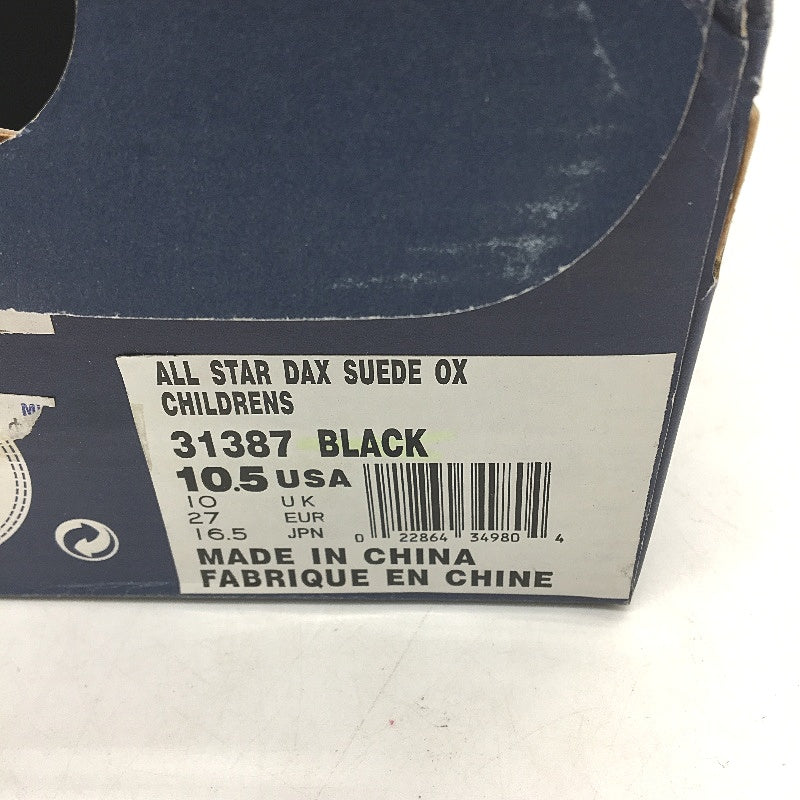 ALL STAR DAX SUEDE OX
CHILDRENS
31387 BLACK
10.5 USA
10 UK
27 EUR
16.5 JPN
0 22864 34980 4
MADE IN CHINA
FABRIQUE EN CHINE